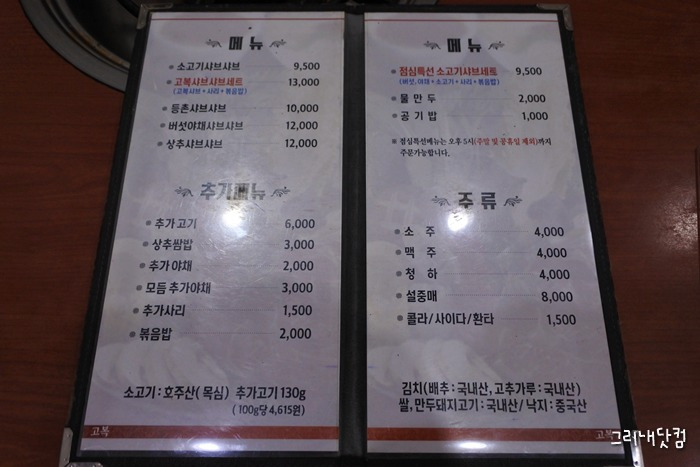 메뉴
소고기샤브샤브 9,500
고복샤브샤브세트 13,000
(고복샤브 + 사리 + 볶음밥)
등촌샤브샤브 10,000
버섯야채샤브샤브 12,000
상추샤브샤브 12,000
추가메뉴
추가 고기 6,000
상추쌈밥 3,000
추가 야채 2,000
모듬 추가야채 3,000
추가사리 1,500
볶음밥 2,000
소고기 : 호주산( 목심 ) 추가고기 130g
( 100g당 4,615원 )
고복
메뉴
점심특선 소고기샤브세트 9,500
(버섯, 야채 + 소고기 + 사리 + 볶음밥)
물만두 2,000
공기밥 1,000
※ 점심특선메뉴는 오후 5시(주말 및 공휴일 제외)까지
주문가능합니다.
주류
소주 4,000
맥주 4,000
청하 4,000
설중매 8,000
콜라/사이다/환타 1,500
김치(배추 : 국내산, 고추가루 : 국내산)
쌀, 만두돼지고기 : 국내산/ 낙지 : 중국산
고복
그리내닷컴